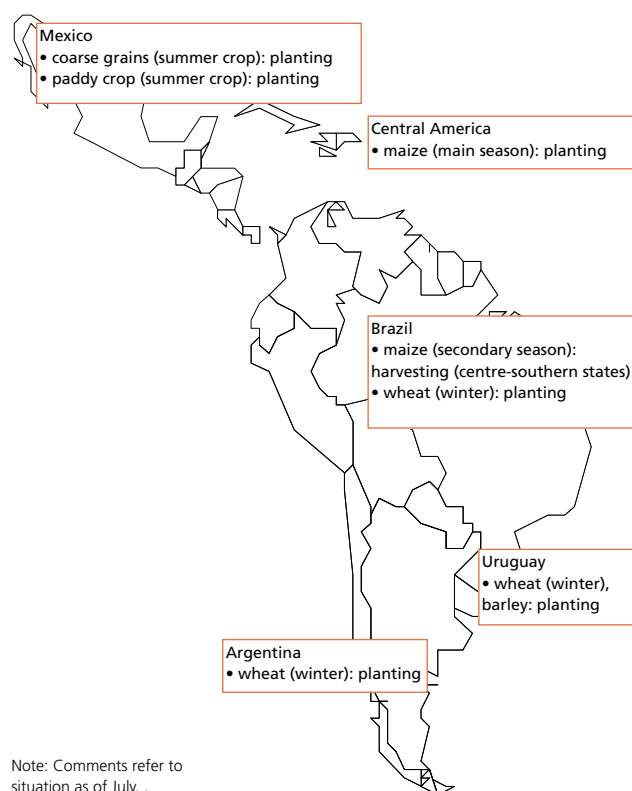 Mexico
• coarse grains (summer crop): planting
• paddy crop (summer crop): planting
Central America
• maize (main season): planting
Brazil
• maize (secondary season):
harvesting (centre-southern states)
• wheat (winter): planting
Uruguay
• wheat (winter),
barley: planting
Argentina
• wheat (winter): planting
Note: Comments refer to
situation as of July. .